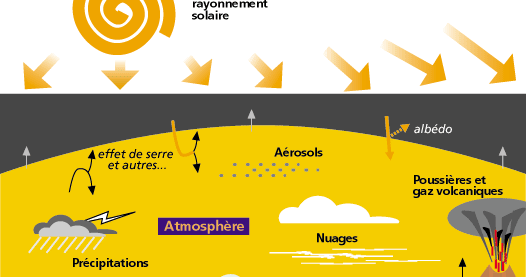 rayonnement
solaire
albédo
effet de serre
et autres...
Aérosols
Poussières et
gaz volcaniques
Atmosphère
Nuages
Précipitations